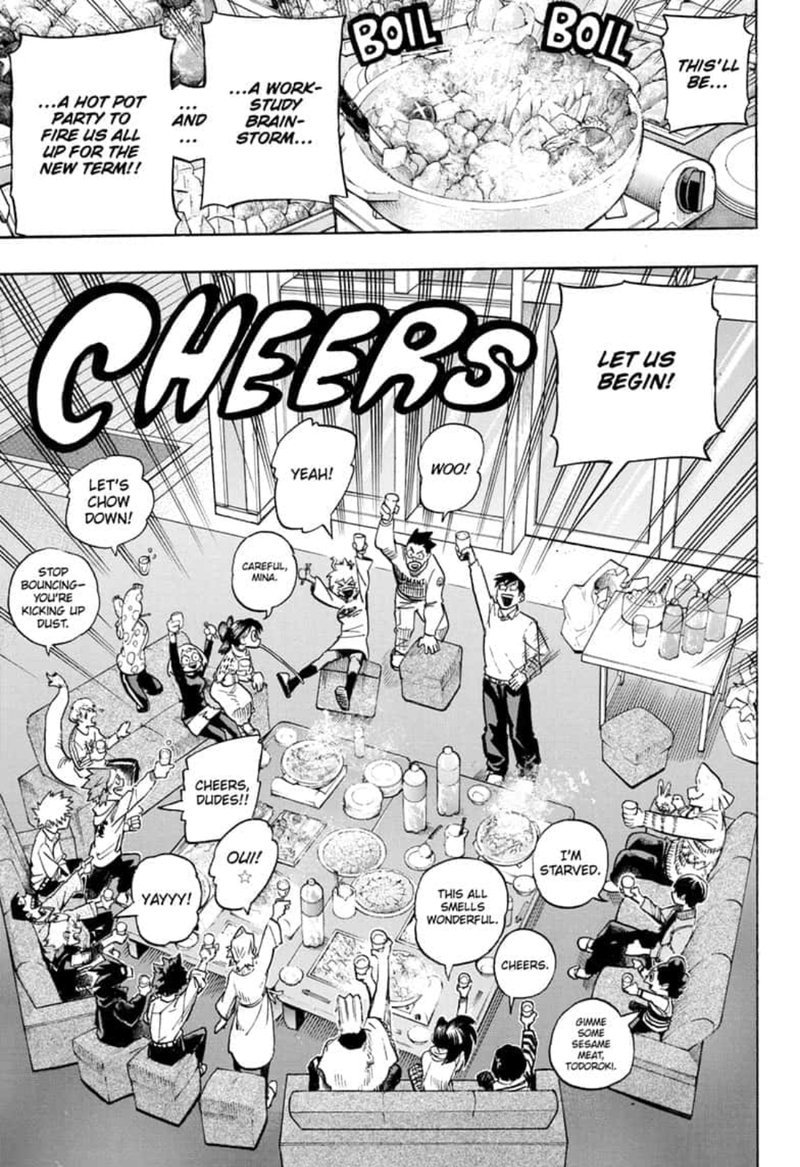 THIS'LL
BE...
BOIL
BOIL
...A WORK-
STUDY
BRAIN-
STORM...
...
AND
...
...A HOT POT
PARTY TO
FIRE US ALL
UP FOR THE
NEW TERM!!
LET US
BEGIN!
CHEERS
WOO!
YEAH!
LET'S
CHOW
DOWN!
CAREFUL,
MINA.
STOP
BOUNCING—
YOU'RE
KICKING UP
DUST.
CHEERS,
DUDES!!
OUI!
☆
YAYYY!
I'M
STARVED.
THIS ALL
SMELLS
WONDERFUL.
CHEERS.
GIMME
SOME
SESAME
MEAT,
TODOROKI.